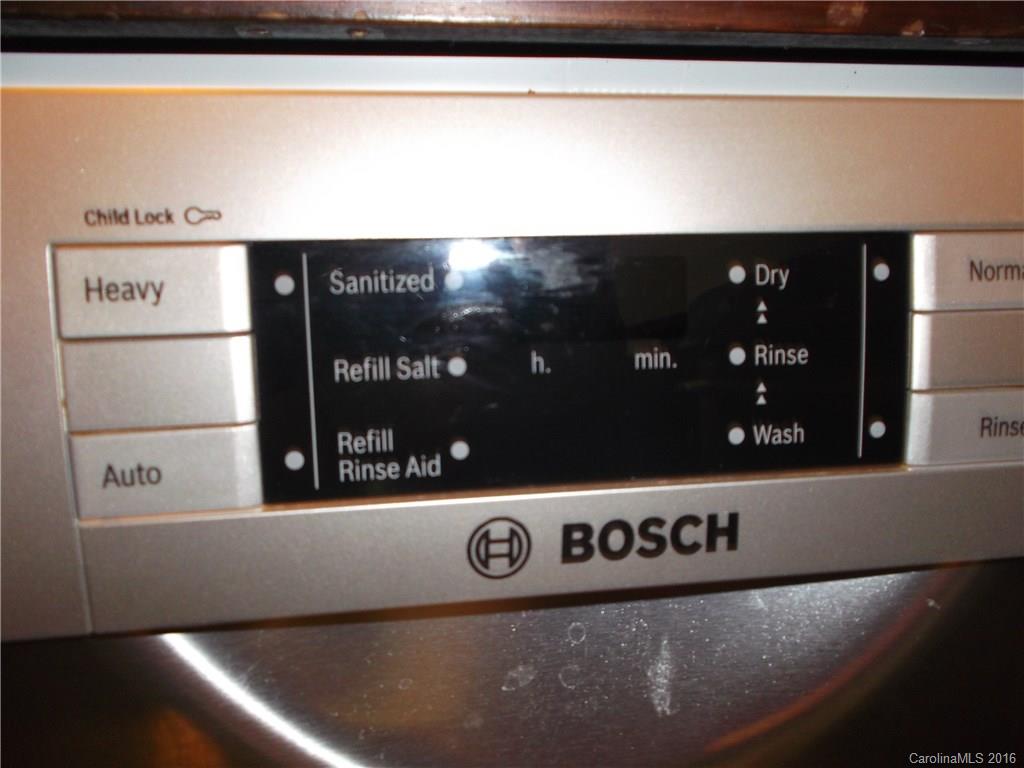 Child Lock
Heavy
Auto
Sanitized
Refill Salt
Refill
Rinse Aid
h.
min.
Dry
Rinse
Wash
Norma
Rinse
BOSCH
CarolinaMLS 2016